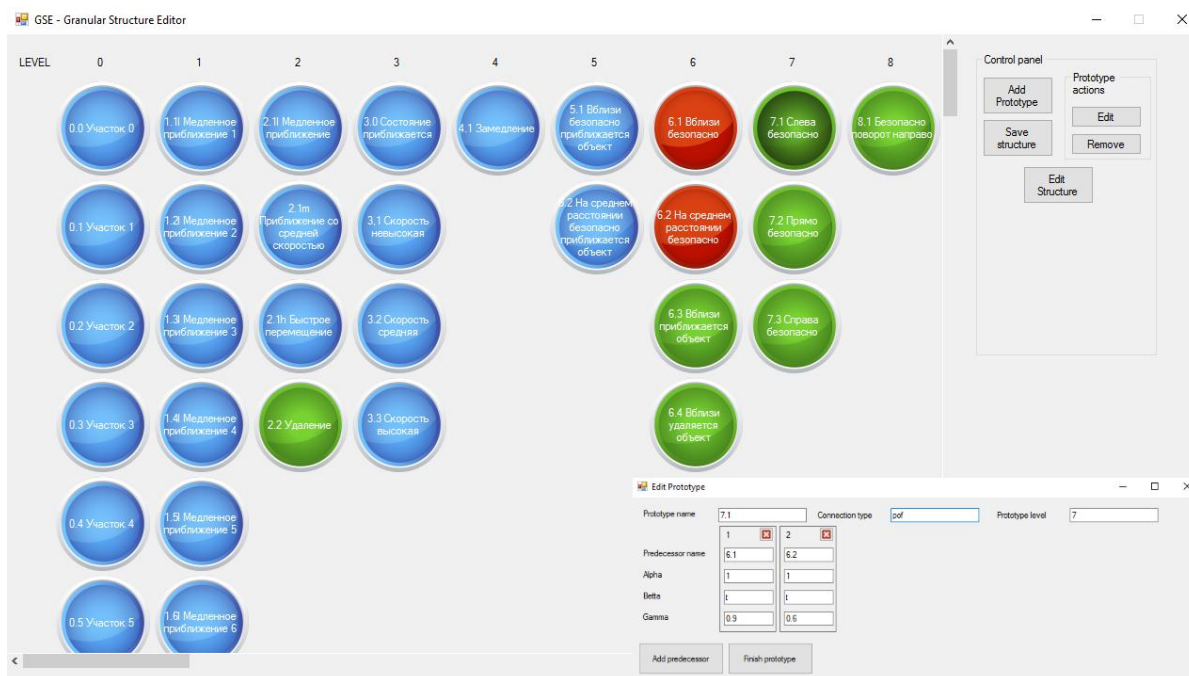 GSE - Granular Structure Editor
LEVEL 0 1 2 3 4 5 6 7 8
0.0 Участок 0
1.1l Медленное
приближение 1
2.1l Медленное
приближение
3.0 Состояние
приближается
4.1 Замедление
5.1 Вблизи
безопасно
приближается
объект
6.1 Вблизи
безопасно
7.1 Слева
безопасно
8.1 Безопасно
поворот направо
0.1 Участок 1
1.2l Медленное
приближение 2
2.1m
Приближение со
средней
скоростью
3,1 Скорость
невысокая
5.2 На среднем
расстоянии
безопасно
приближается
объект
6.2 На среднем
расстоянии
безопасно
7.2 Прямо
безопасно
0.2 Участок 2
1.3l Медленное
приближение 3
2.1h Быстрое
перемещение
3.2 Скорость
средняя
6.3 Вблизи
приближается
объект
7.3 Справа
безопасно
0.3 Участок 3
1.4l Медленное
приближение 4
2.2 Удаление
3.3 Скорость
высокая
6.4 Вблизи
удаляется
объект
0.4 Участок 4
1.5l Медленное
приближение 5
0.5 Участок 5
1.6l Медленное
приближение 6
Control panel
Add
Prototype
Save
structure
Prototype
actions
Edit
Remove
Edit
Structure
Edit Prototype
Prototype name 7.1 Connection type pof Prototype level 7
1 2
Predecessor name 6.1 6.2
Alpha 1 1
Betta t t
Gamma 0.9 0.6
Add predecessor Finish prototype